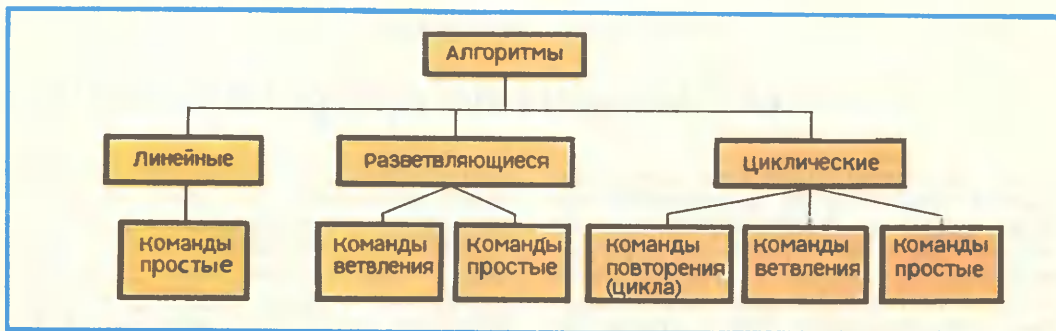 Алгоритмы
Линейные
Разветвляющиеся
Циклические
Команды
простые
Команды
ветвления
Команды
простые
Команды
повторения
(цикла)
Команды
ветвления
Команды
простые